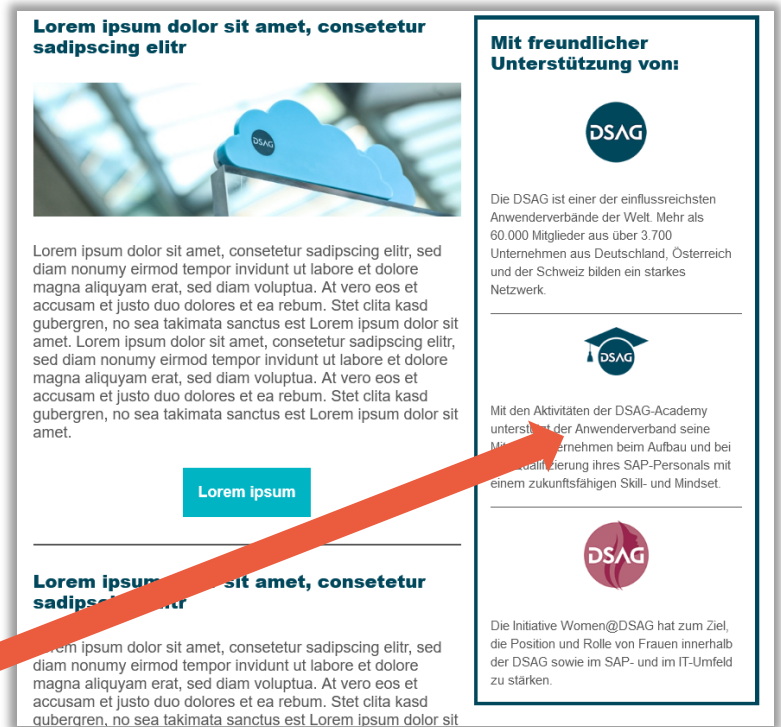 Lorem ipsum dolor sit amet, consetetur
sadipscing elitr
DSAG
Lorem ipsum dolor sit amet, consetetur sadipscing elitr, sed
diam nonumy eirmod tempor invidunt ut labore et dolore
magna aliquyam erat, sed diam voluptua. At vero eos et
accusam et justo duo dolores et ea rebum. Stet clita kasd
gubergren, no sea takimata sanctus est Lorem ipsum dolor sit
amet. Lorem ipsum dolor sit amet, consetetur sadipscing elitr,
sed diam nonumy eirmod tempor invidunt ut labore et dolore
magna aliquyam erat, sed diam voluptua. At vero eos et
accusam et justo duo dolores et ea rebum. Stet clita kasd
gubergren, no sea takimata sanctus est Lorem ipsum dolor sit
amet.
Lorem ipsum
Lorem sit amet, consetetur
ipsum dolor sit amet, consetetur sadipscing elitr, sed
diam nonumy eirmod tempor invidunt ut labore et dolore
magna aliquyam erat, sed diam voluptua. At vero eos et
accusam et justo duo dolores et ea rebum. Stet clita kasd
gubergren, no sea takimata sanctus est Lorem ipsum dolor sit
Mit freundlicher
Unterstützung von:
DSAG
Die DSAG ist einer der einflussreichsten
Anwenderverbände der Welt. Mehr als
60.000 Mitglieder aus über 3.700
Unternehmen aus Deutschland, Österreich
und der Schweiz bilden ein starkes
Netzwerk.
DSAG
Mit den Aktivitäten der DSAG-Academy
unterstützt der Anwenderverband seine
beim Aufbau und bei
ihres SAP-Personals mit
einem zukunftsfähigen Skill- und Mindset.
DSAG
Die Initiative Women@DSAG hat zum Ziel,
die Position und Rolle von Frauen innerhalb
der DSAG sowie im SAP- und im IT-Umfeld
zu stärken.